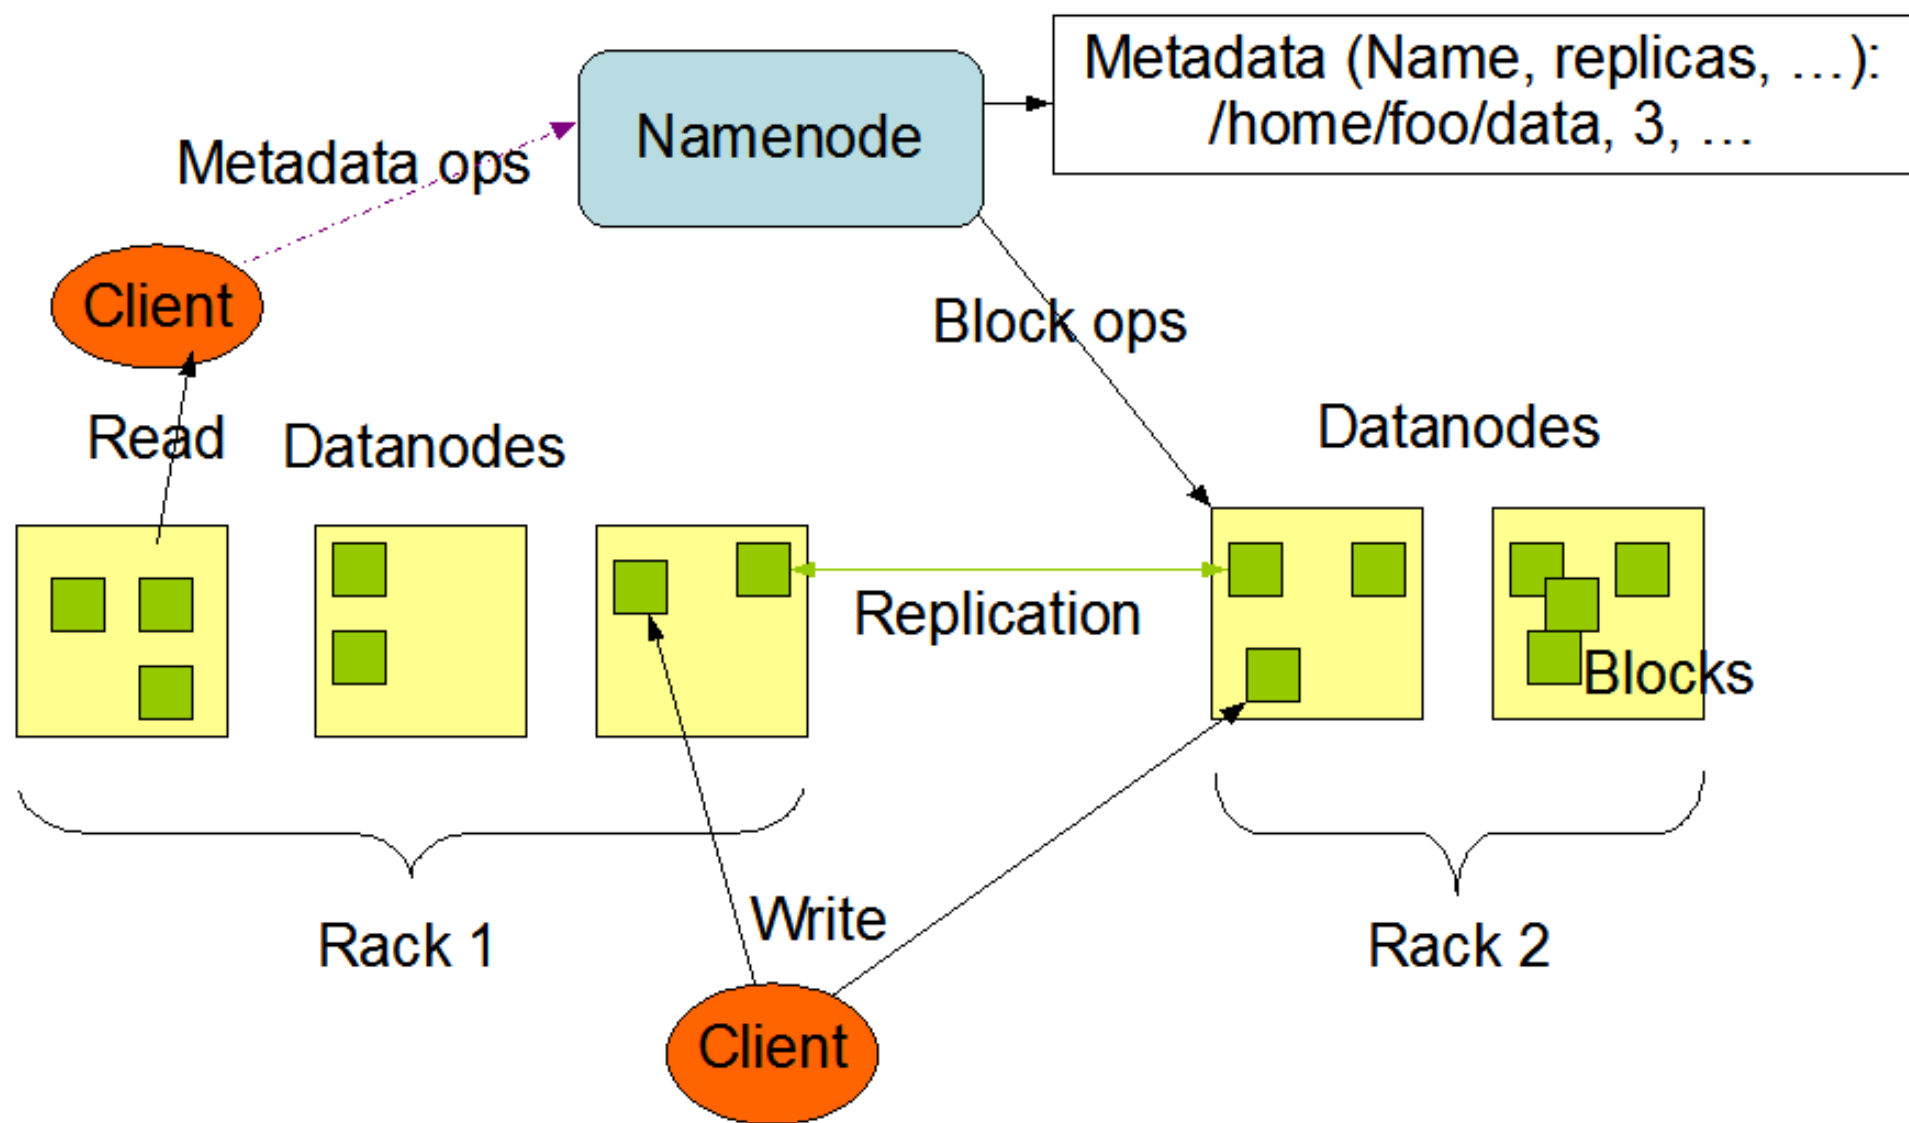 Metadata (Name, replicas, …):
/home/foo/data, 3, …
Namenode
Metadata ops
Client
Block ops
Read
Datanodes
Datanodes
Replication
Blocks
Rack 1
Write
Rack 2
Client